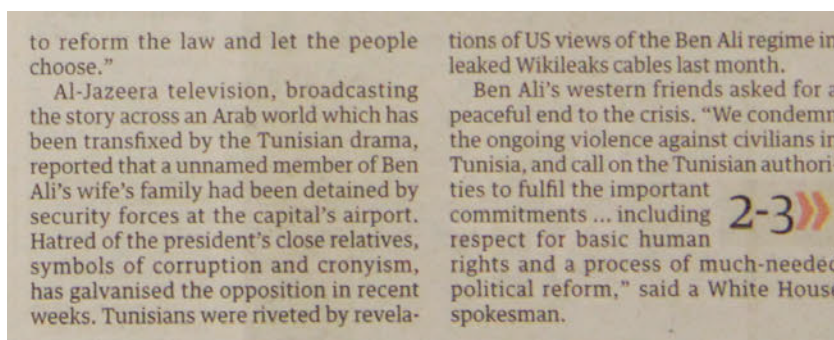 to reform the law and let the people
choose.”
Al-Jazeera television, broadcasting
the story across an Arab world which has
been transfixed by the Tunisian drama,
reported that a unnamed member of Ben
Ali’s wife’s family had been detained by
security forces at the capital’s airport.
Hatred of the president’s close relatives,
symbols of corruption and cronyism,
has galvanised the opposition in recent
weeks. Tunisians were riveted by revela-
tions of US views of the Ben Ali regime in
leaked Wikileaks cables last month.
Ben Ali’s western friends asked for a
peaceful end to the crisis. “We condemn
the ongoing violence against civilians in
Tunisia, and call on the Tunisian authori-
ties to fulfil the important
commitments ... including
respect for basic human
rights and a process of much-needed
political reform,” said a White House
spokesman.
2-3»